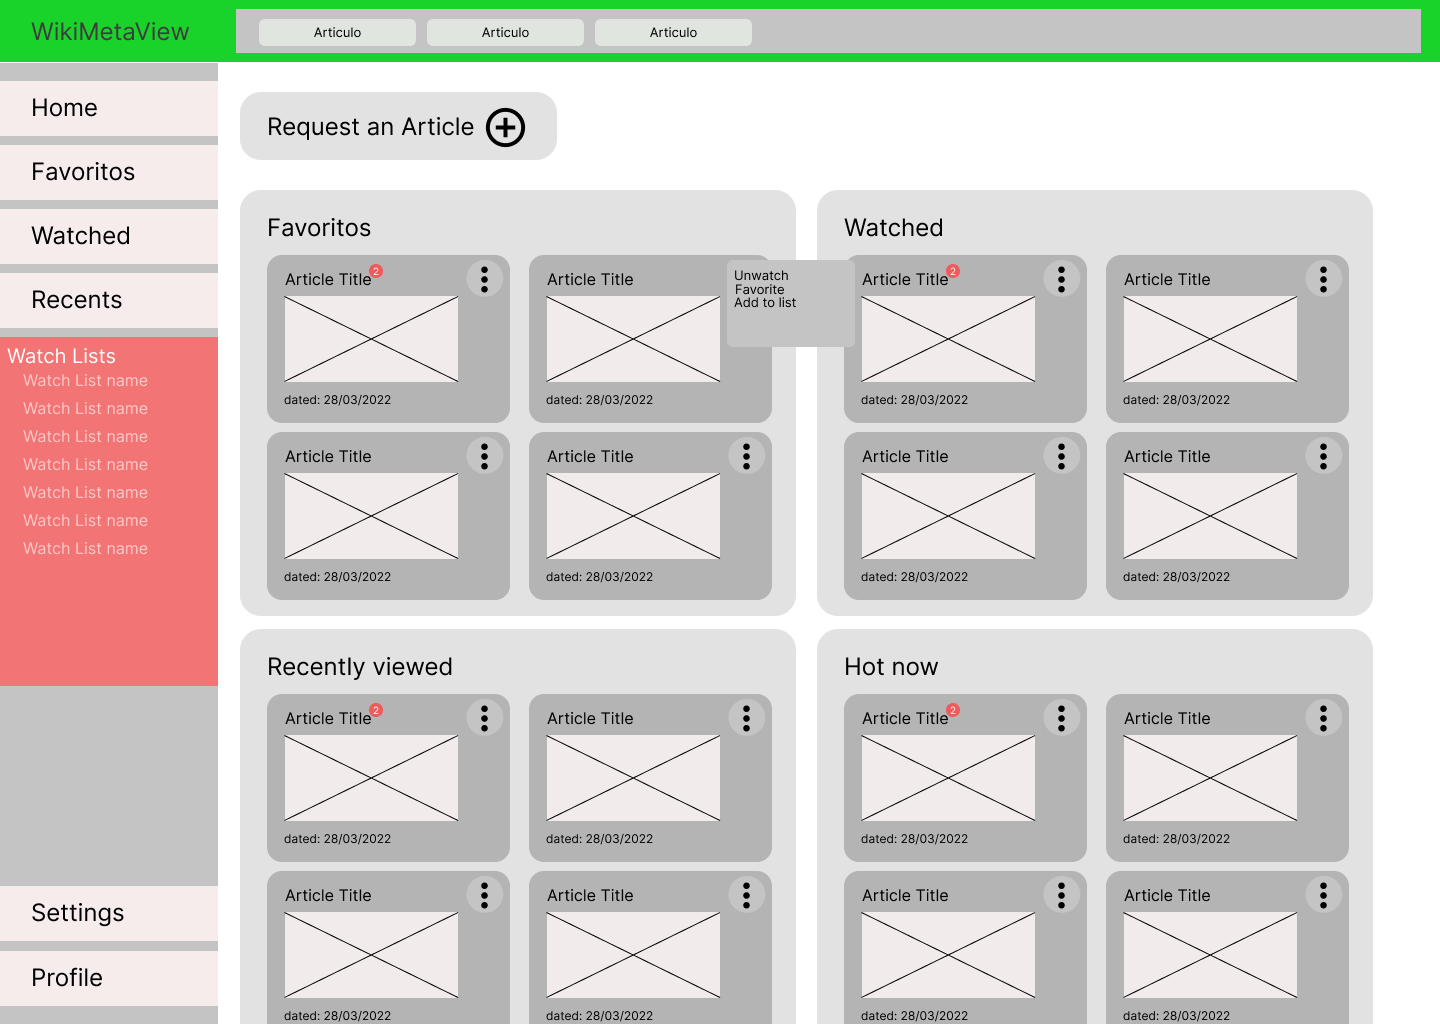 WikiMetaView
Articulo
Articulo
Articulo
Home
Favoritos
Watched
Recents
Watch Lists
Watch List name
Watch List name
Watch List name
Watch List name
Watch List name
Watch List name
Watch List name
Settings
Profile
Request an Article
Favoritos
Article Title 2
dated: 28/03/2022
Article Title
dated: 28/03/2022
Unwatch
Favorite
Add to list
Article Title
dated: 28/03/2022
Article Title
dated: 28/03/2022
Watched
Article Title 2
dated: 28/03/2022
Article Title
dated: 28/03/2022
Article Title
dated: 28/03/2022
Article Title
dated: 28/03/2022
Recently viewed
Article Title 2
dated: 28/03/2022
Article Title
dated: 28/03/2022
Article Title
dated: 28/03/2022
Article Title
dated: 28/03/2022
Hot now
Article Title 2
dated: 28/03/2022
Article Title
dated: 28/03/2022
Article Title
dated: 28/03/2022
Article Title
dated: 28/03/2022